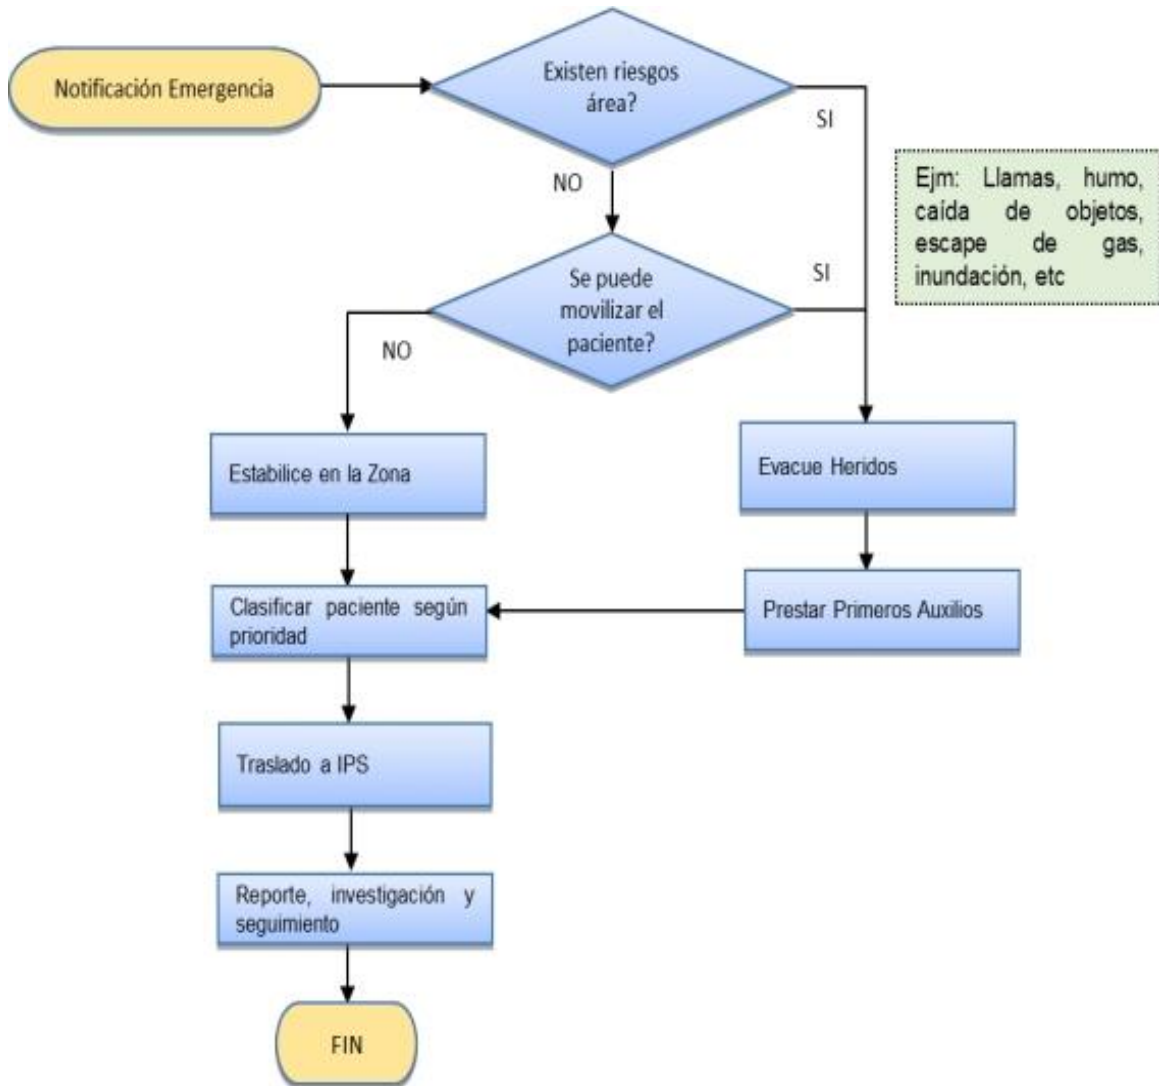 Notificación Emergencia
Existen riesgos
área?
SI
NO
Ejm: Llamas, humo,
caída de objetos,
escape de gas,
inundación, etc
Se puede
movilizar el
paciente?
SI
NO
Estabilice en la Zona
Evacue Heridos
Clasificar paciente según
prioridad
Prestar Primeros Auxilios
Traslado a IPS
Reporte, investigación y
seguimiento
FIN